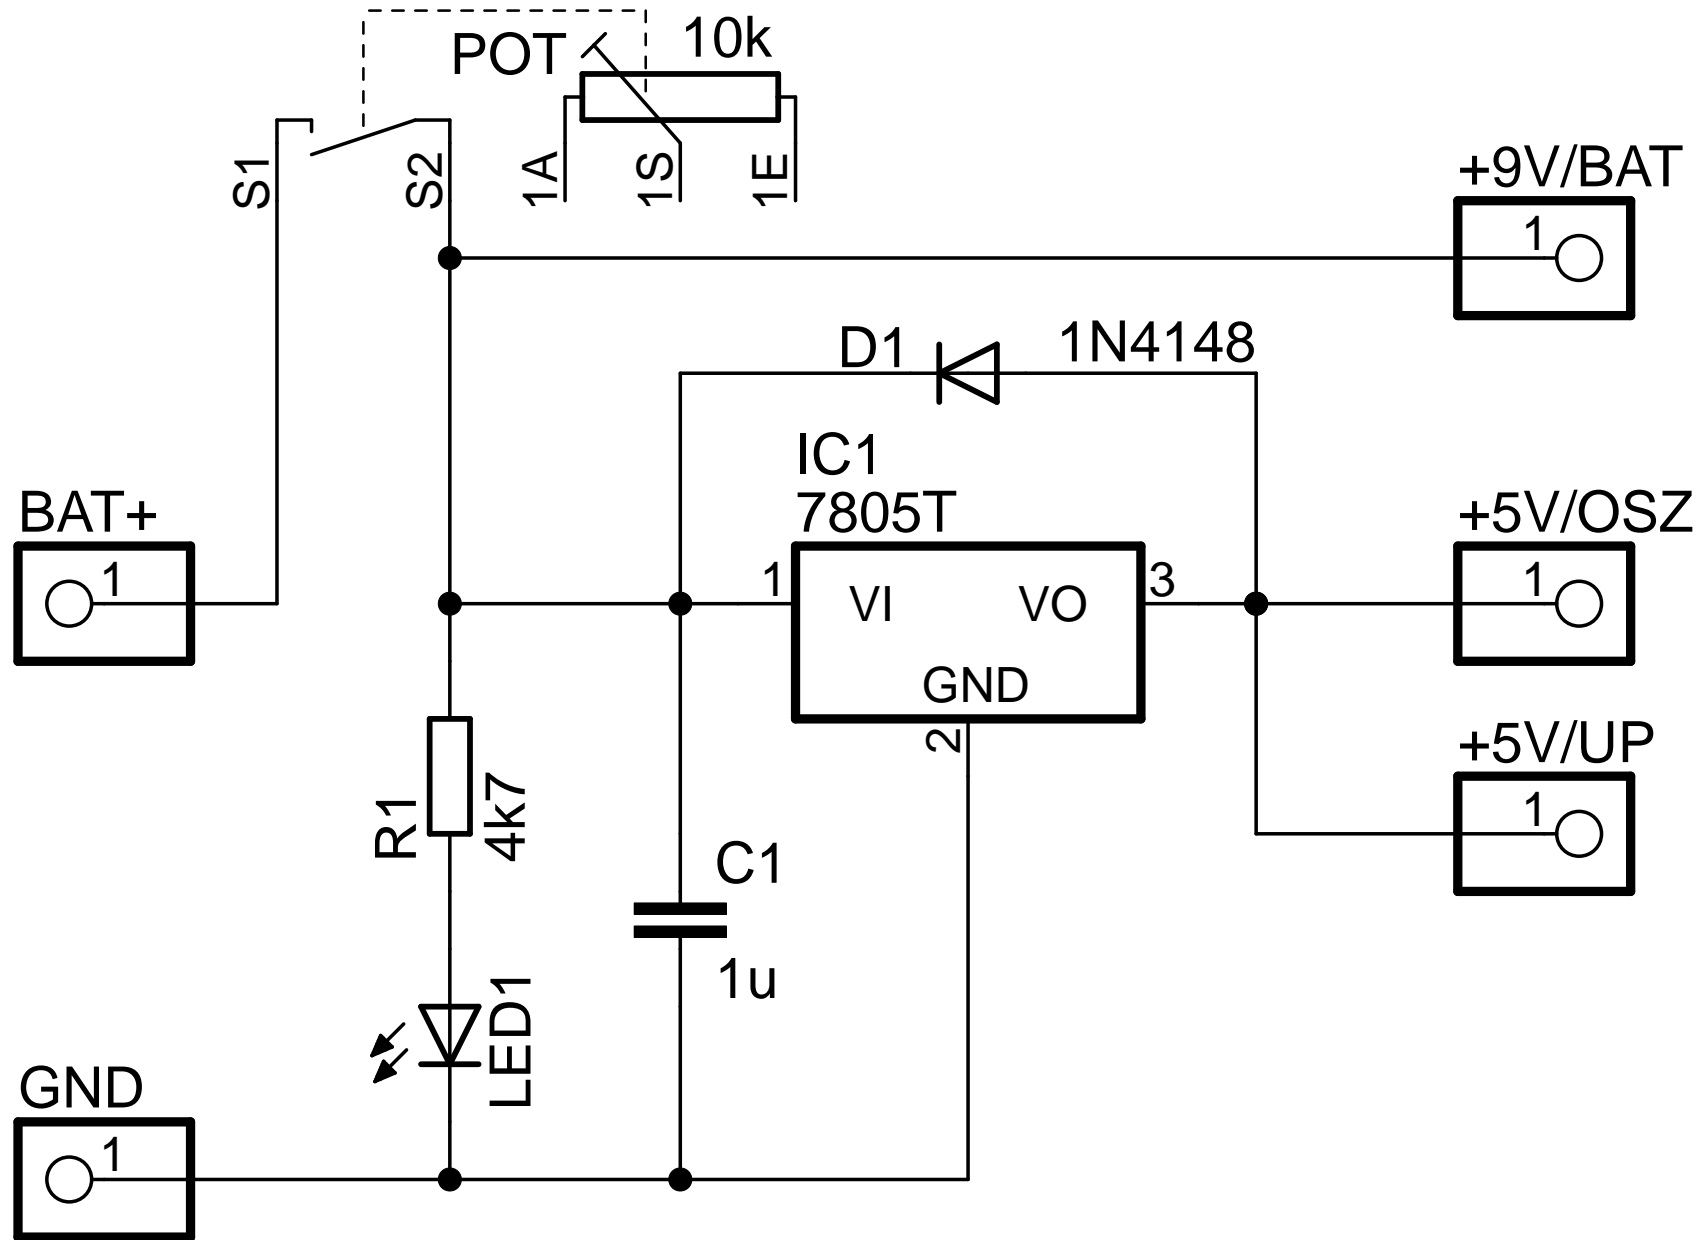 POT 10k
S1 S2 1A 1S 1E
+9V/BAT
1
D1 1N4148
IC1
7805T
BAT+
1
1 VI VO 3
GND
2
+5V/OSZ
1
+5V/UP
1
R1 4k7
C1
1u
LED1
GND
1